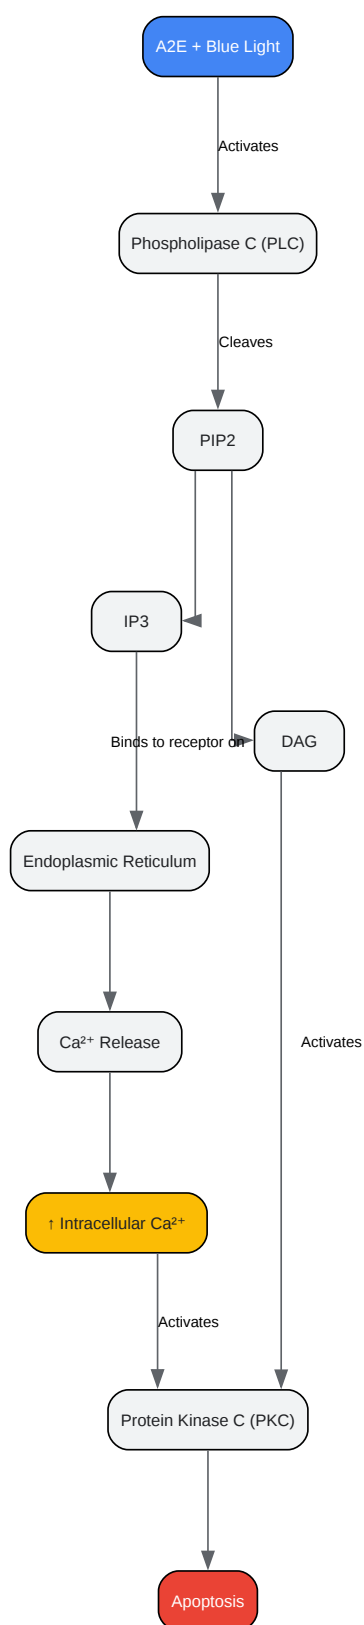 A2E + Blue Light
Activates
Phospholipase C (PLC)
Cleaves
PIP2
IP3
Binds to receptor on
DAG
Endoplasmic Reticulum
Ca²⁺ Release
Activates
↑ Intracellular Ca²⁺
Activates
Protein Kinase C (PKC)
Apoptosis